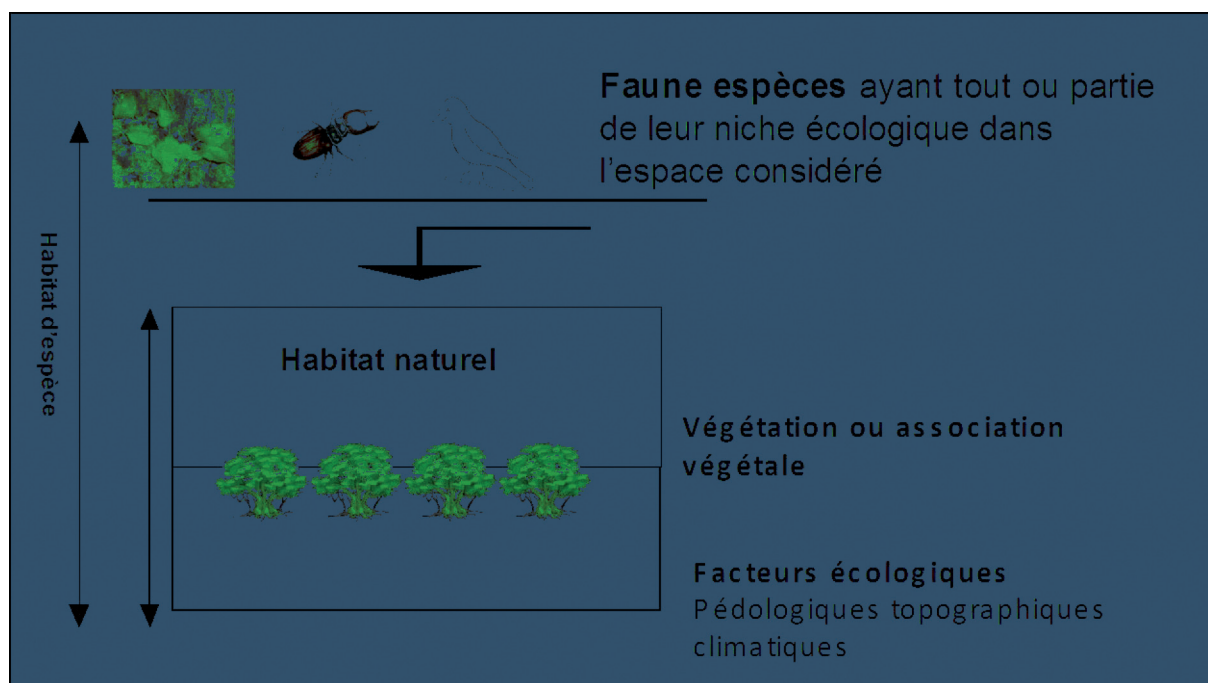 Faune espèces ayant tout ou partie
de leur niche écologique dans
l'espace considéré
Habitat d'espèce
Habitat naturel
Végétation ou association
végétale
Facteurs écologiques
Pédologiques topographiques
climatiques